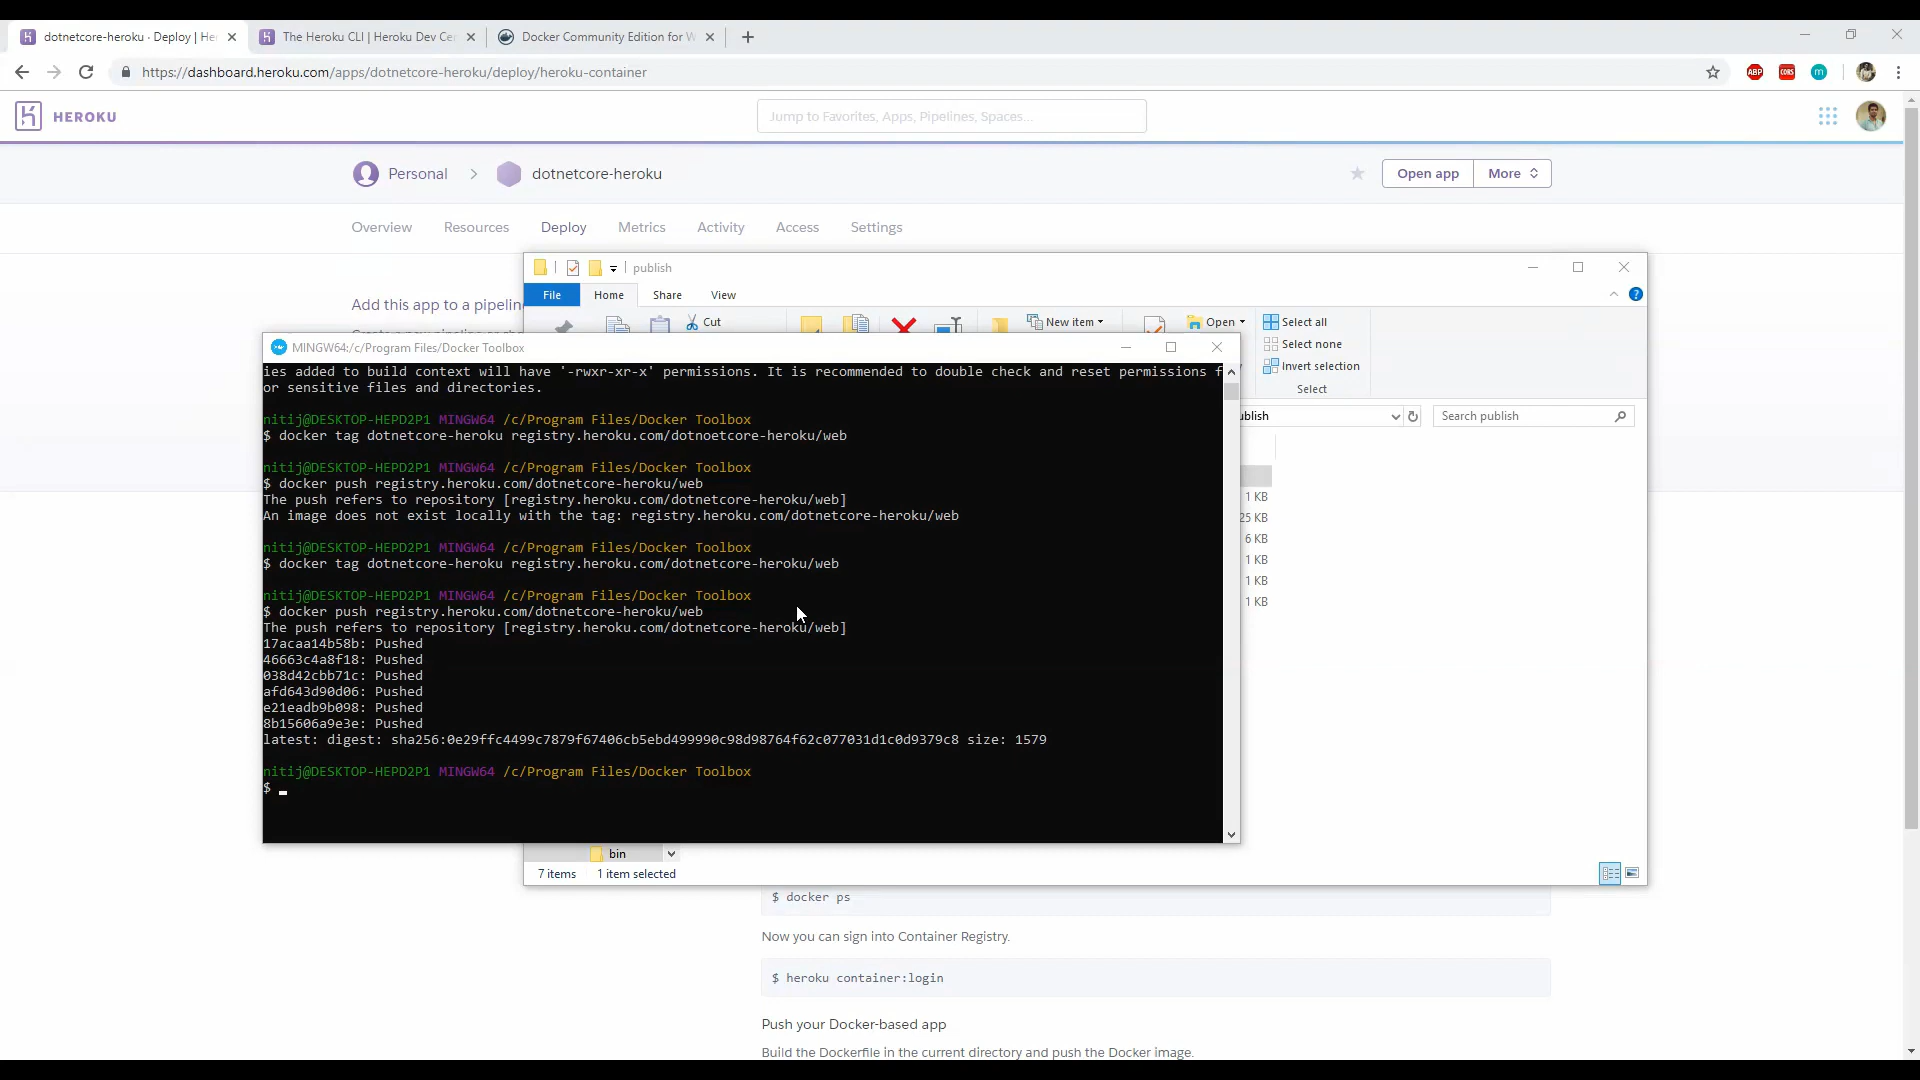 dotnetcore-heroku · Deploy | He
The Heroku CLI | Heroku Dev Cen
Docker Community Edition for W
https://dashboard.heroku.com/apps/dotnetcore-heroku/deploy/heroku-container
ABP
CORS
m
HEROKU
Jump to Favorites, Apps, Pipelines, Spaces...
Personal
dotnetcore-heroku
Open app
More
Overview
Resources
Deploy
Metrics
Activity
Access
Settings
Add this app to a pipelin
publish
File
Home
Share
View
Cut
New item
Open
Select all
Select none
Invert selection
Select
ublish
Search publish
1 KB
25 KB
6 KB
1 KB
1 KB
1 KB
MINGW64:/c/Program Files/Docker Toolbox
ies added to build context will have '-rwxr-xr-x' permissions. It is recommended to double check and reset permissions f
or sensitive files and directories.
nitij@DESKTOP-HEPD2P1 MINGW64 /c/Program Files/Docker Toolbox
$ docker tag dotnetcore-heroku registry.heroku.com/dotnoetcore-heroku/web
nitij@DESKTOP-HEPD2P1 MINGW64 /c/Program Files/Docker Toolbox
$ docker push registry.heroku.com/dotnetcore-heroku/web
The push refers to repository [registry.heroku.com/dotnetcore-heroku/web]
An image does not exist locally with the tag: registry.heroku.com/dotnetcore-heroku/web
nitij@DESKTOP-HEPD2P1 MINGW64 /c/Program Files/Docker Toolbox
$ docker tag dotnetcore-heroku registry.heroku.com/dotnetcore-heroku/web
nitij@DESKTOP-HEPD2P1 MINGW64 /c/Program Files/Docker Toolbox
$ docker push registry.heroku.com/dotnetcore-heroku/web
The push refers to repository [registry.heroku.com/dotnetcore-heroku/web]
17acaa14b58b: Pushed
46663c4a8f18: Pushed
038d42cbb71c: Pushed
afd643d90d06: Pushed
e21eadb9b098: Pushed
8b15606a9e3e: Pushed
latest: digest: sha256:0e29ffc4499c7879f67406cb5ebd499990c98d98764f62c077031d1c0d9379c8 size: 1579
nitij@DESKTOP-HEPD2P1 MINGW64 /c/Program Files/Docker Toolbox
$
bin
7 items
1 item selected
$ docker ps
Now you can sign into Container Registry.
$ heroku container:login
Push your Docker-based app
Build the Dockerfile in the current directory and push the Docker image.